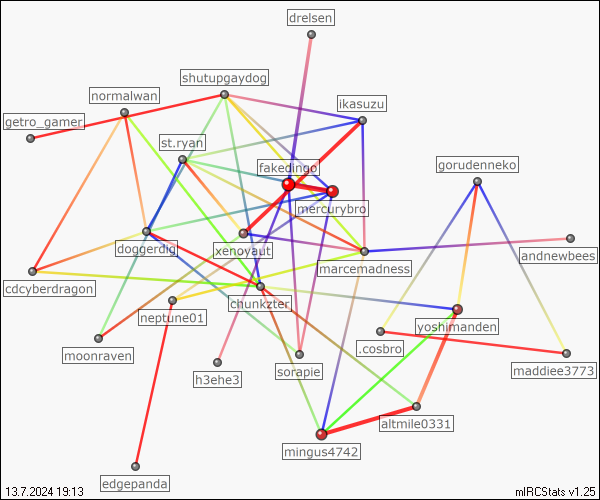 drelsen
shutupgaydog
normalwan
ikasuzu
getro_gamer
st.ryan
fakedingo
gorudenneko
mercurybro
doggerdig
xenoyaut
andnewbees
marcemadness
cdcyberdragon
chunkzter
neptune01
yoshimanden
moonraven
.cosbro
sorapie
maddiee3773
h3ehe3
altmile0331
mingus4742
edgepanda
13.7.2024 19:13
mIRCStats v1.25